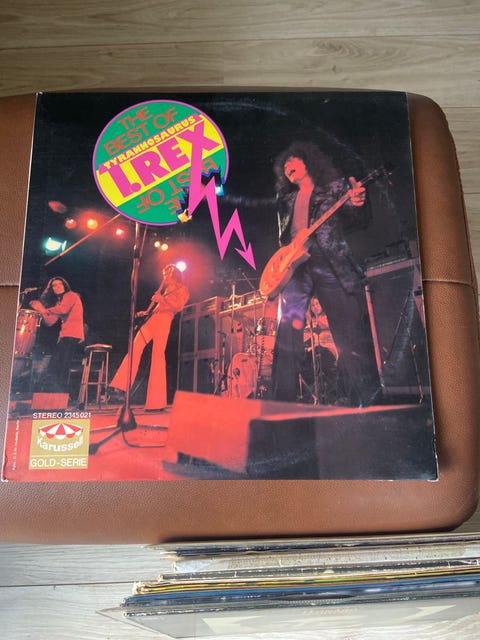 THE
BEST OF
TYRANNOSAURUS
T.REX
BEST OF
THE
STEREO 2345 021
Karussell
GOLD-SERIE